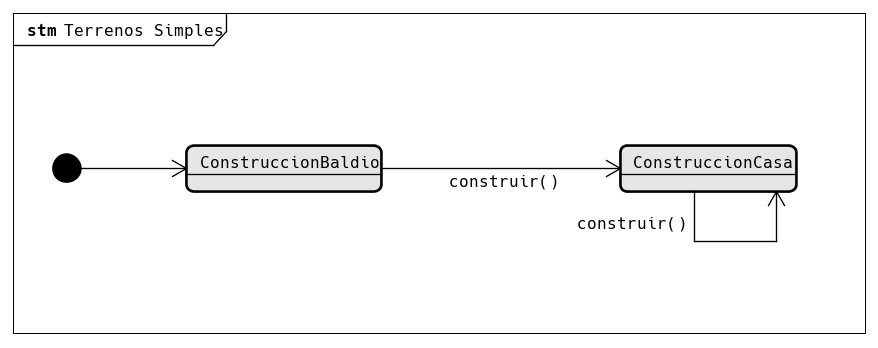 stm Terrenos Simples
ConstruccionBaldio
ConstruccionCasa
construir()
construir()